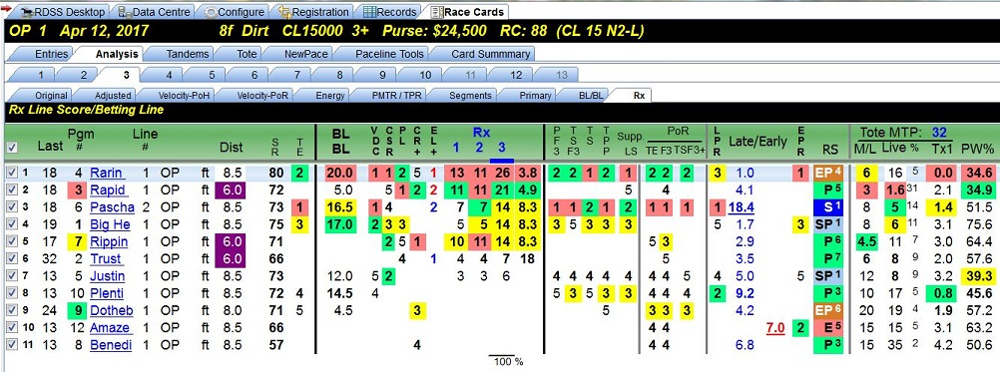 RDSS Desktop Data Centre Configure Registration Records Race Cards
OP 1 Apr 12, 2017 8f Dirt CL15000 3+ Purse: $24,500 RC: 88 (CL 15 N2-L)
Entries Analysis Tandems Tote NewPace Paceline Tools Card Summmary
1 2 3 4 5 6 7 8 9 10 11 12 13
Original Adjusted Velocity-PoH Velocity-PoR Energy PMTR / TPR Segments Primary BL/BL Rx
Rx Line Score/Betting Line
Last Pgm # Line # Dist SR TE BL BL VDC CSR PL CR+ EL+ Rx 1 2 3 PF3 TSF3 TS TP Supp. LS PoR TE F3 TSF3+ LPR Late/Early EPR RS Tote MTP: 32 M/L Live % Tx1 PW%
1 18 4 Rarin 1 OP ft 8.5 80 2 20.0 1 1 2 5 1 13 11 26 3.8 2 2 1 2 2 2 3 1.0 1 EP 4 6 16 5 0.0 34.6
2 18 3 Rapid 1 OP ft 6.0 72 5.0 5 1 2 2 11 11 21 4.9 5 4 4.1 P 5 3 1.6 31 2.1 34.9
3 18 6 Pascha 2 OP ft 8.5 73 1 16.5 1 4 2 7 7 14 8.3 1 1 2 1 2 1 1 1 1 18.4 S 1 8 5 14 1.4 51.5
4 19 1 Big He 1 OP ft 8.5 75 3 17.0 2 3 3 5 5 14 8.3 4 3 5 3 3 5 1.7 3 SP 1 8 6 11 3.1 75.6
5 17 7 Rippin 1 OP ft 6.0 71 2 5 1 10 11 14 8.3 5 3 2.9 P 6 4.5 11 7 3.0 64.4
6 32 2 Trust 1 OP ft 6.0 66 4 1 4 4 7 18 3.5 P 7 6 8 9 2.0 57.6
7 13 5 Justin 1 OP ft 8.5 73 12.0 5 2 3 3 6 4 4 4 4 4 4 4 4 4 5.0 5 SP 1 12 8 9 3.2 39.3
8 13 10 Plenti 1 OP ft 8.5 72 4 14.5 4 5 3 5 3 3 4 4 4 2 9.2 P 3 10 17 5 0.8 45.6
9 24 9 Dotheb 1 OP ft 8.0 71 5 4.5 3 5 3 3 3 4.2 EP 6 20 19 4 1.9 57.2
10 13 12 Amaze 1 OP ft 8.5 66 4 4 7.0 2 E 5 15 15 5 3.1 63.2
11 13 8 Benedi 1 OP ft 8.5 57 4 4 4 6.8 P 3 15 35 2 4.2 50.6
100 %